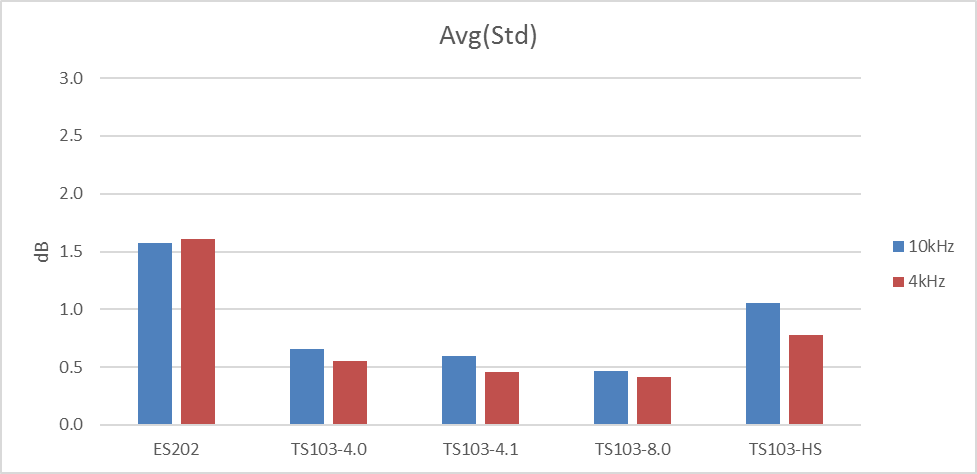 Avg(Std)
3.0
2.5
2.0
1.5
1.0
0.5
0.0
dB
ES202
TS103-4.0
TS103-4.1
TS103-8.0
TS103-HS
10kHz
4kHz